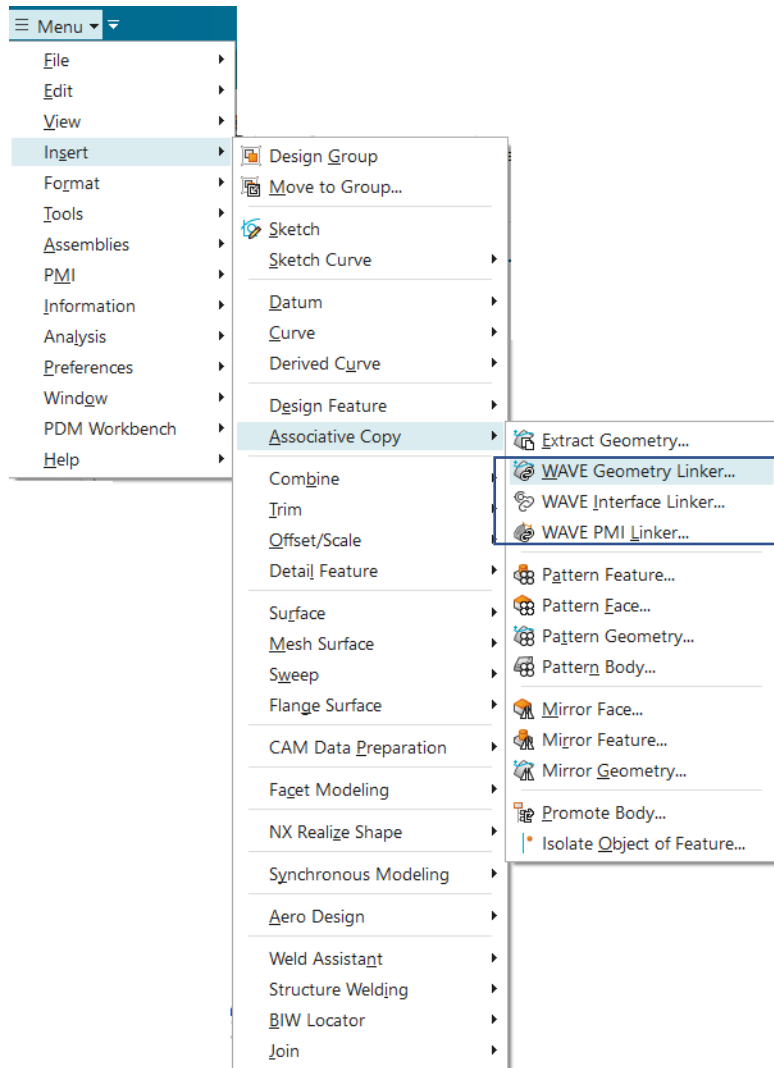 Menu
File
Edit
View
Insert
Format
Tools
Assemblies
PMI
Information
Analysis
Preferences
Window
PDM Workbench
Help
Design Group
Move to Group...
Sketch
Sketch Curve
Datum
Curve
Derived Curve
Design Feature
Associative Copy
Combine
Trim
Offset/Scale
Detail Feature
Surface
Mesh Surface
Sweep
Flange Surface
CAM Data Preparation
Facet Modeling
NX Realize Shape
Synchronous Modeling
Aero Design
Weld Assistant
Structure Welding
BIW Locator
Join
Extract Geometry...
WAVE Geometry Linker...
WAVE Interface Linker...
WAVE PMI Linker...
Pattern Feature...
Pattern Face...
Pattern Geometry...
Pattern Body...
Mirror Face...
Mirror Feature...
Mirror Geometry...
Promote Body...
Isolate Object of Feature...